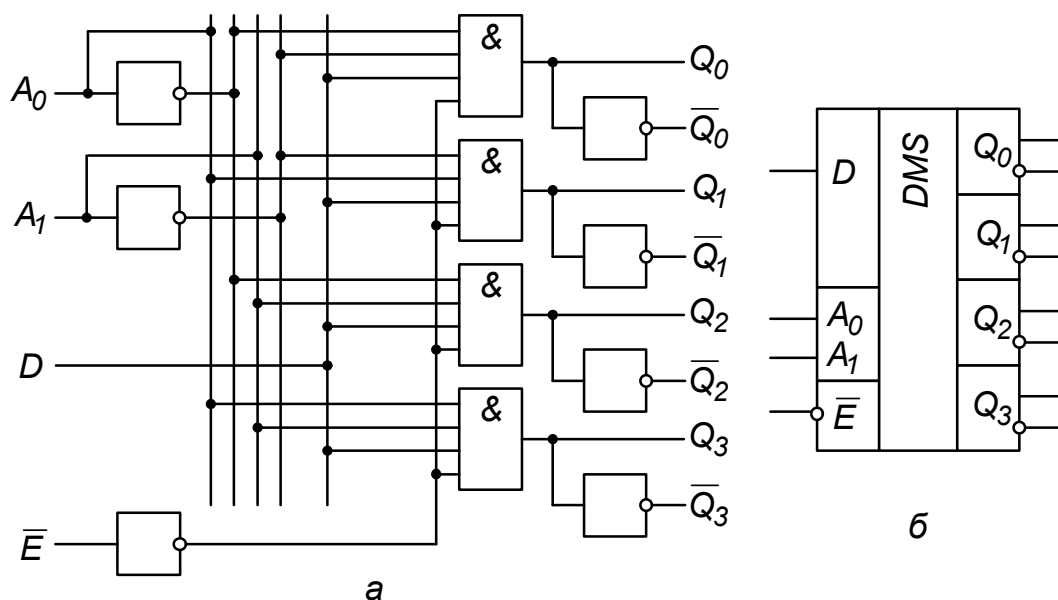 A₀
A₁
D
E̅
&
&
&
&
Q₀
Q̅₀
Q₁
Q̅₁
Q₂
Q̅₂
Q₃
Q̅₃
а
D
A₀
A₁
E̅
DMS
Q₀
Q₁
Q₂
Q₃
б